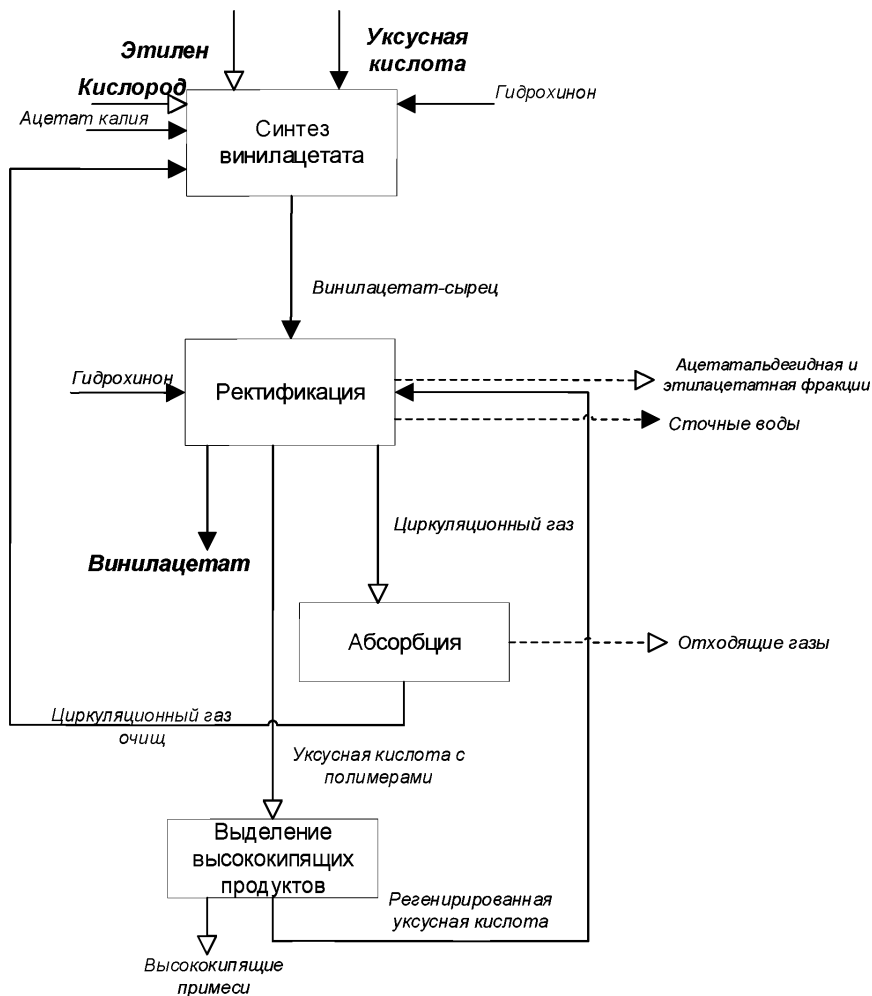 Этилен
Уксусная
кислота
Кислород
Гидрохинон
Ацетат калия
Синтез
винилацетата
Винилацетат-сырец
Ацетатальдегидная и
этилацетатная фракции
Гидрохинон
Ректификация
Сточные воды
Циркуляционный газ
Винилацетат
Абсорбция
Отходящие газы
Циркуляционный газ
очищ
Уксусная кислота с
полимерами
Выделение
высококипящих
продуктов
Регенирированная
уксусная кислота
Высококипящие
примеси